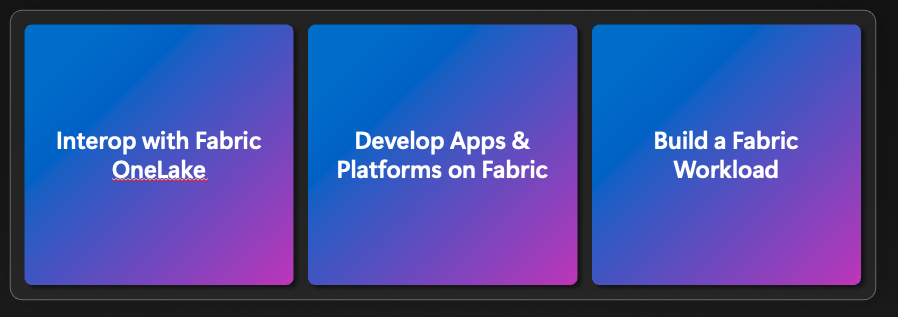 Interop with Fabric
OneLake
Develop Apps &
Platforms on Fabric
Build a Fabric
Workload